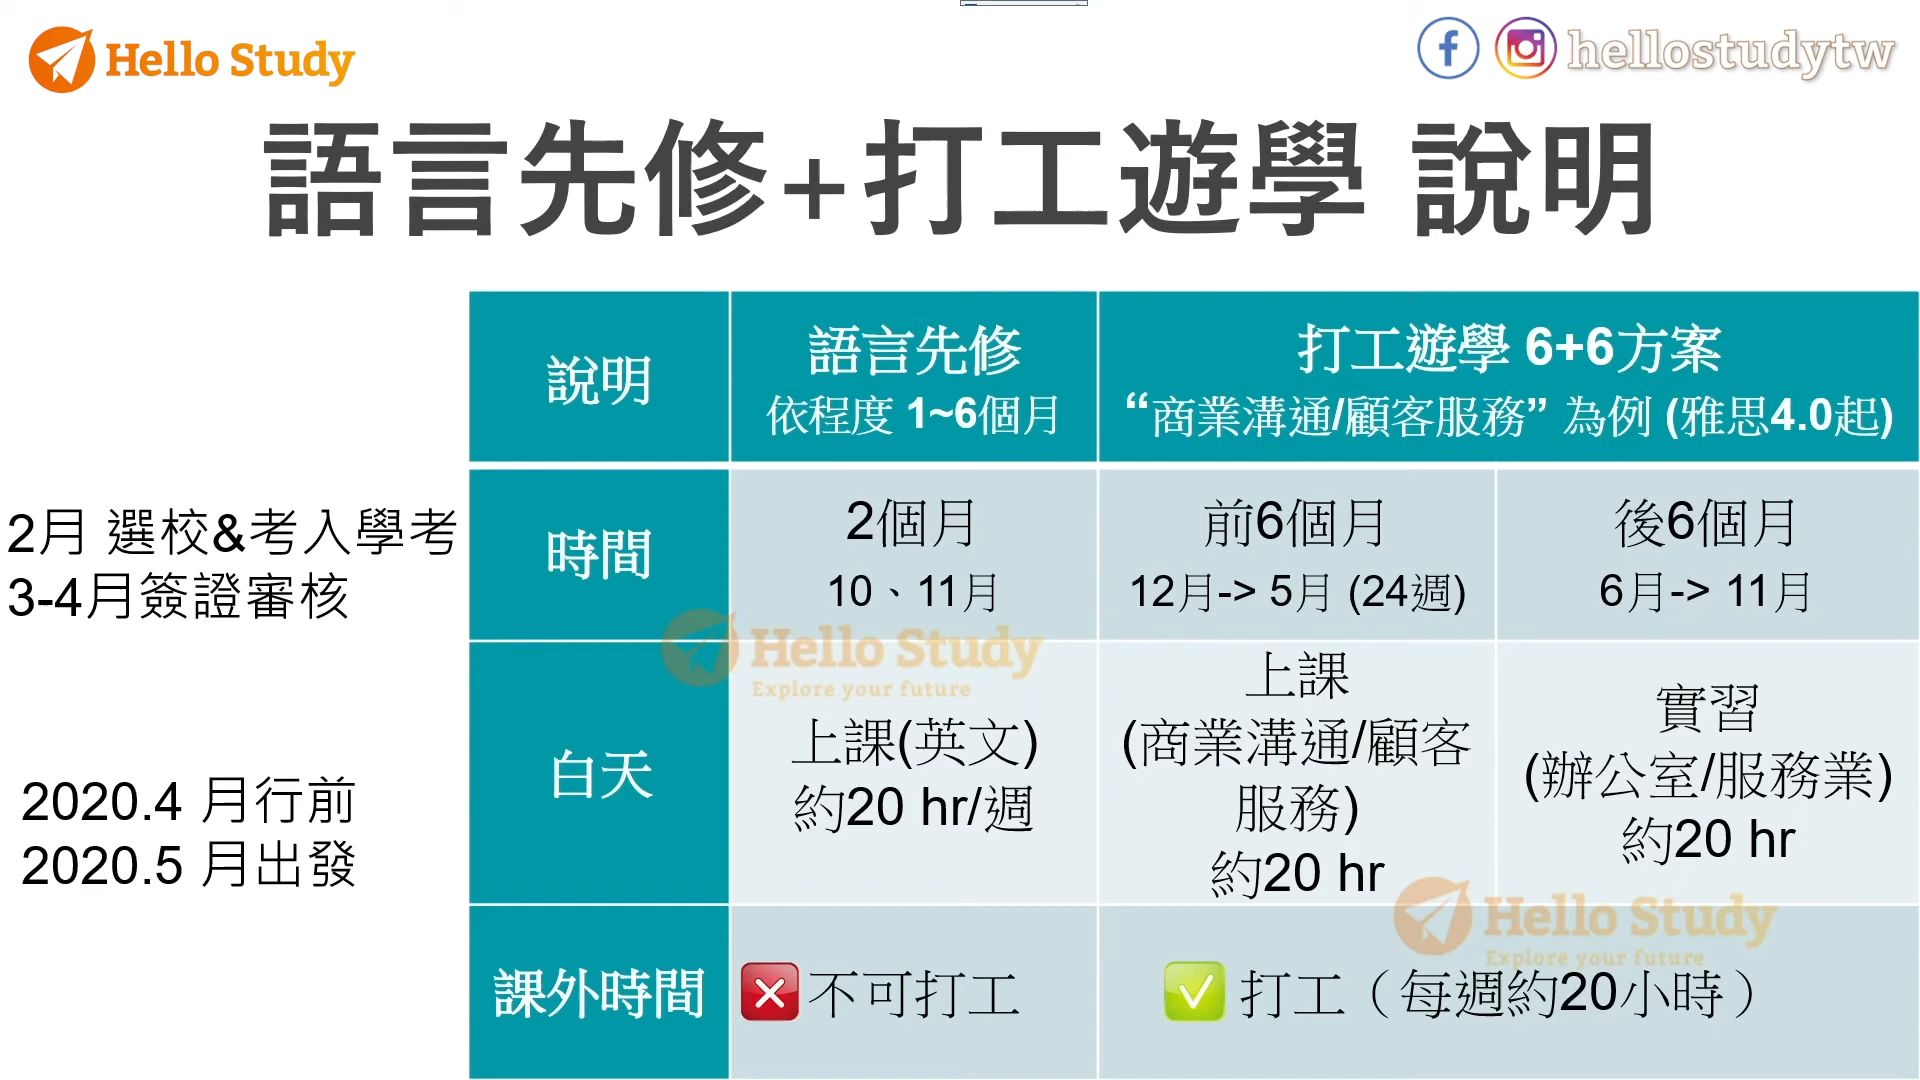 Hello Study
hellostudytw
語言先修+打工遊學 說明
說明
語言先修
依程度 1~6個月
打工遊學 6+6方案
“商業溝通/顧客服務” 為例 (雅思4.0起)
2月 選校&考入學考
3-4月簽證審核
時間
2個月
10、11月
前6個月
12月-> 5月 (24週)
後6個月
6月-> 11月
Hello Study
Explore your future
2020.4 月行前
2020.5 月出發
白天
上課(英文)
約20 hr/週
上課
(商業溝通/顧客
服務)
約20 hr
實習
(辦公室/服務業)
約20 hr
Hello Study
Explore your future
課外時間
不可打工
打工（每週約20小時）